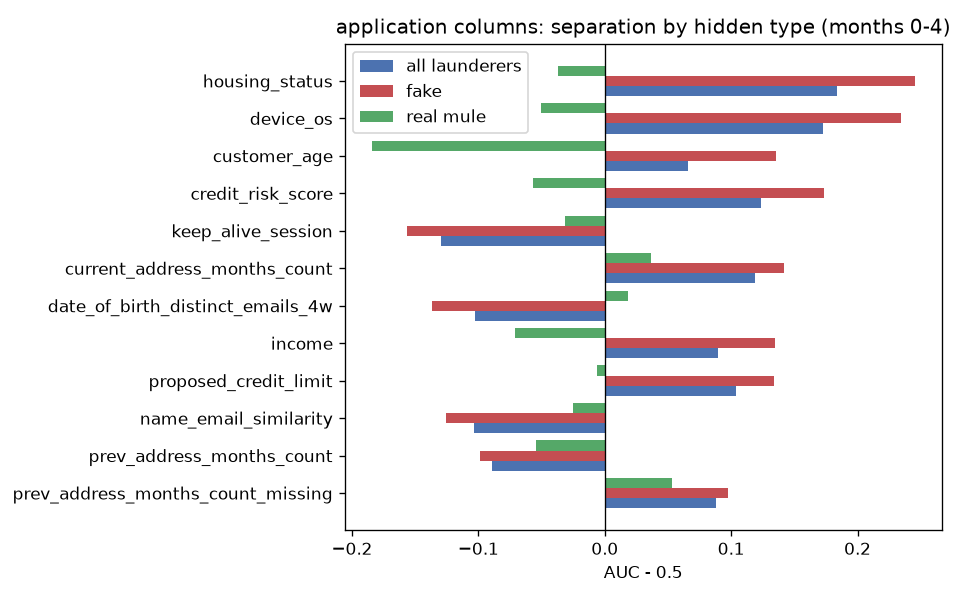 application columns: separation by hidden type (months 0-4)
all launderers
fake
real mule
housing_status
device_os
customer_age
credit_risk_score
keep_alive_session
current_address_months_count
date_of_birth_distinct_emails_4w
income
proposed_credit_limit
name_email_similarity
prev_address_months_count
prev_address_months_count_missing
−0.2 −0.1 0.0 0.1 0.2
AUC - 0.5